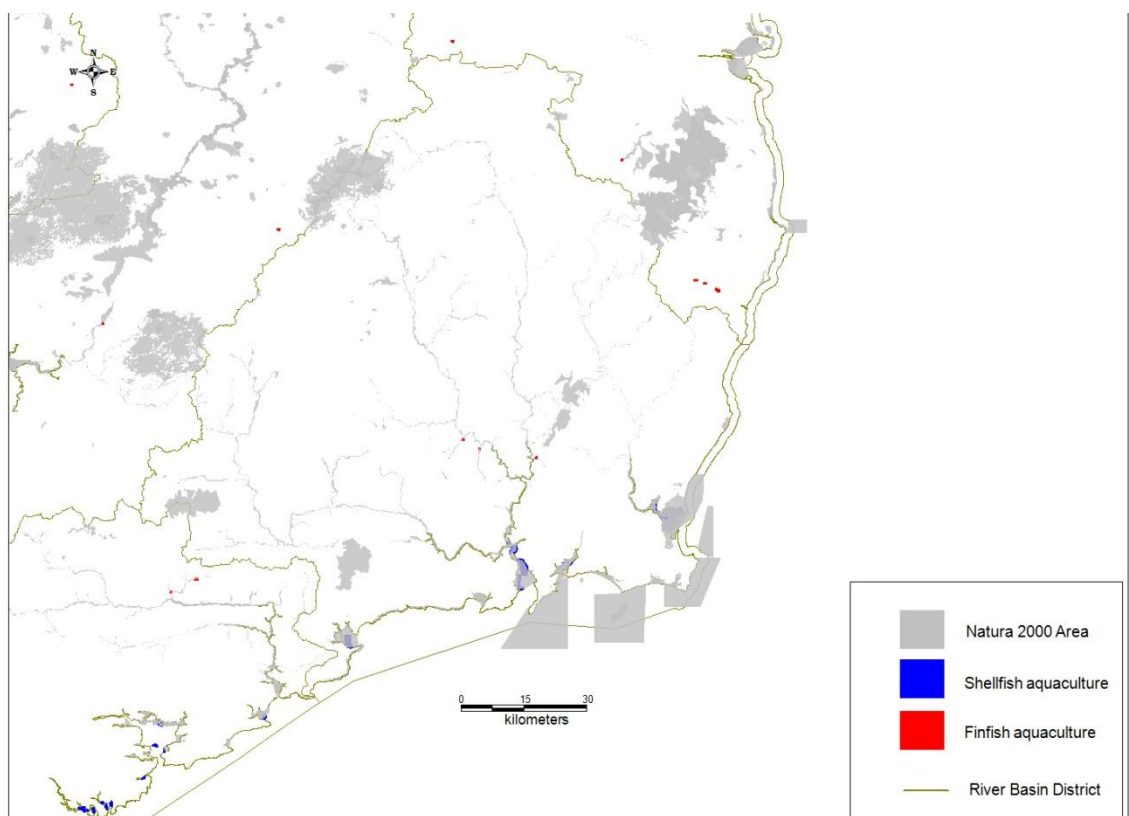 N
W E
S
0 15 30
kilometers
Natura 2000 Area
Shellfish aquaculture
Finfish aquaculture
River Basin District